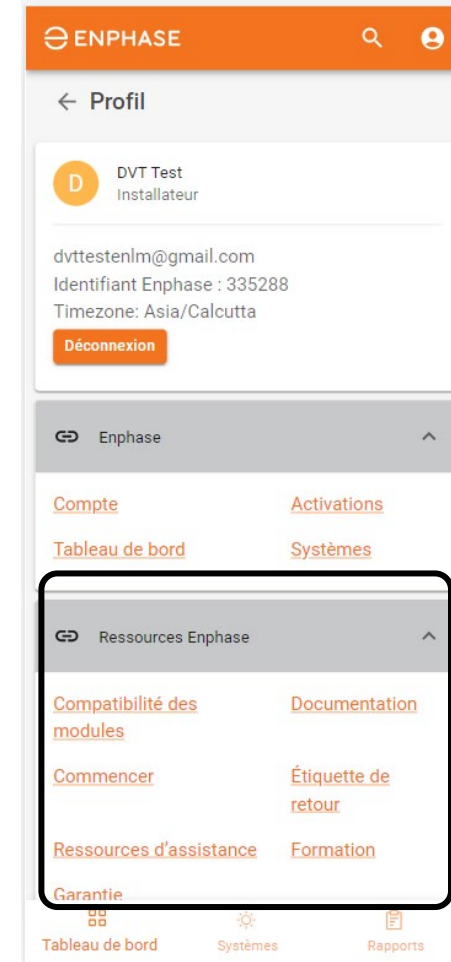 ENPHASE
Profil
D
DVT Test
Installateur
dvttestenlm@gmail.com
Identifiant Enphase : 335288
Timezone: Asia/Calcutta
Déconnexion
Enphase
Compte
Activations
Tableau de bord
Systèmes
Ressources Enphase
Compatibilité des
modules
Documentation
Commencer
Étiquette de
retour
Ressources d'assistance
Formation
Garantie
Tableau de bord
Systèmes
Rapports